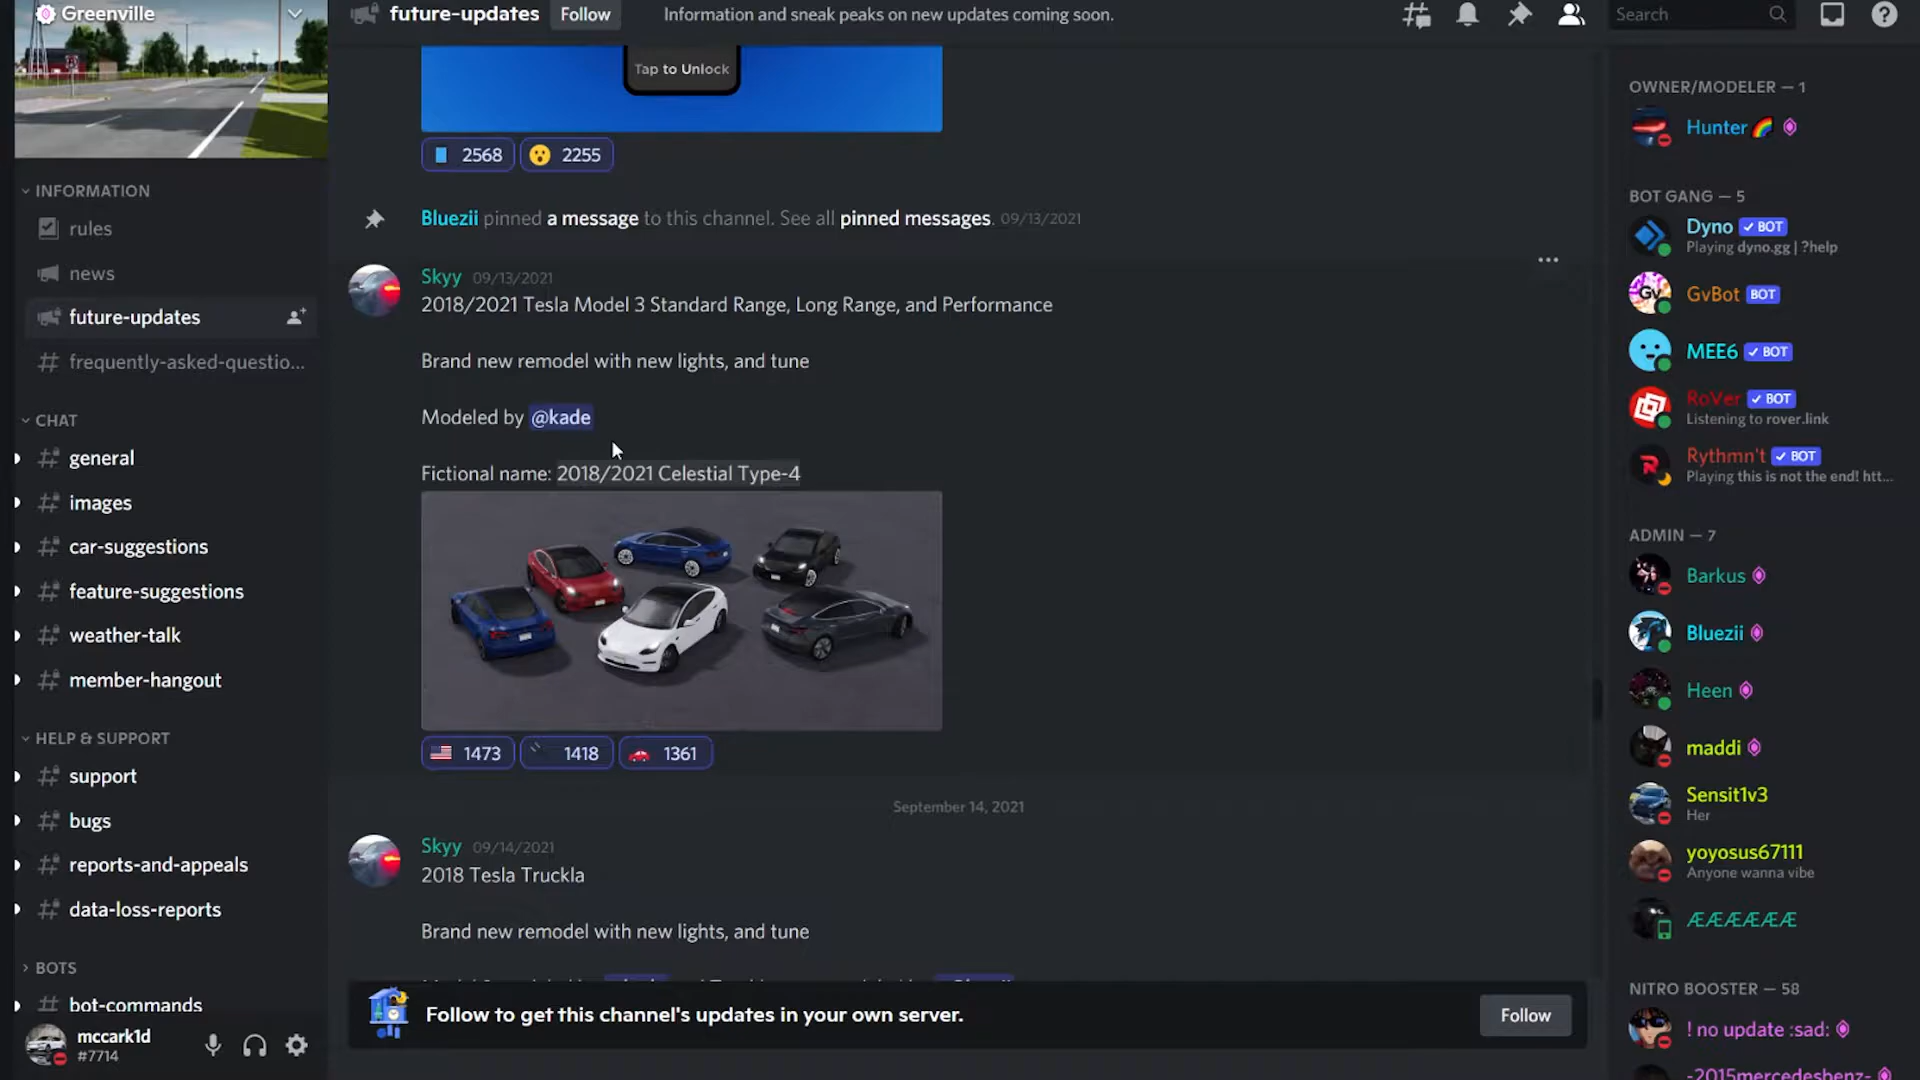 Greenville
INFORMATION
rules
news
future-updates
frequently-asked-questio...
CHAT
general
images
car-suggestions
feature-suggestions
weather-talk
member-hangout
HELP & SUPPORT
support
bugs
reports-and-appeals
data-loss-reports
BOTS
bot-commands
mccark1d
#7714
future-updates Follow Information and sneak peaks on new updates coming soon.
Search
Tap to Unlock
2568 2255
Bluezii pinned a message to this channel. See all pinned messages. 09/13/2021
Skyy 09/13/2021
2018/2021 Tesla Model 3 Standard Range, Long Range, and Performance
Brand new remodel with new lights, and tune
Modeled by @kade
Fictional name: 2018/2021 Celestial Type-4
1473 1418 1361
September 14, 2021
Skyy 09/14/2021
2018 Tesla Truckla
Brand new remodel with new lights, and tune
Follow to get this channel's updates in your own server.
Follow
OWNER/MODELER — 1
Hunter
BOT GANG — 5
Dyno BOT
Playing dyno.gg | ?help
GvBot BOT
MEE6 BOT
RoVer BOT
Listening to rover.link
Rythmn't BOT
Playing this is not the end! htt...
ADMIN — 7
Barkus
Bluezii
Heen
maddi
Sensit1v3
Her
yoyosus67111
Anyone wanna vibe
ÆÆÆÆÆÆ
NITRO BOOSTER — 58
! no update :sad:
-2015mercedesbenz-